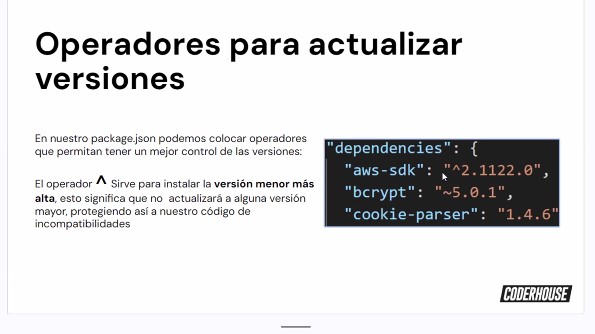 Operadores para actualizar
versiones
En nuestro package.json podemos colocar operadores
que permitan tener un mejor control de las versiones:
El operador ^ Sirve para instalar la versión menor más
alta, esto significa que no actualizará a alguna versión
mayor, protegiendo así a nuestro código de
incompatibilidades
"dependencies": {
"aws-sdk": "^2.1122.0",
"bcrypt": "~5.0.1",
"cookie-parser": "1.4.6"
CODERHOUSE